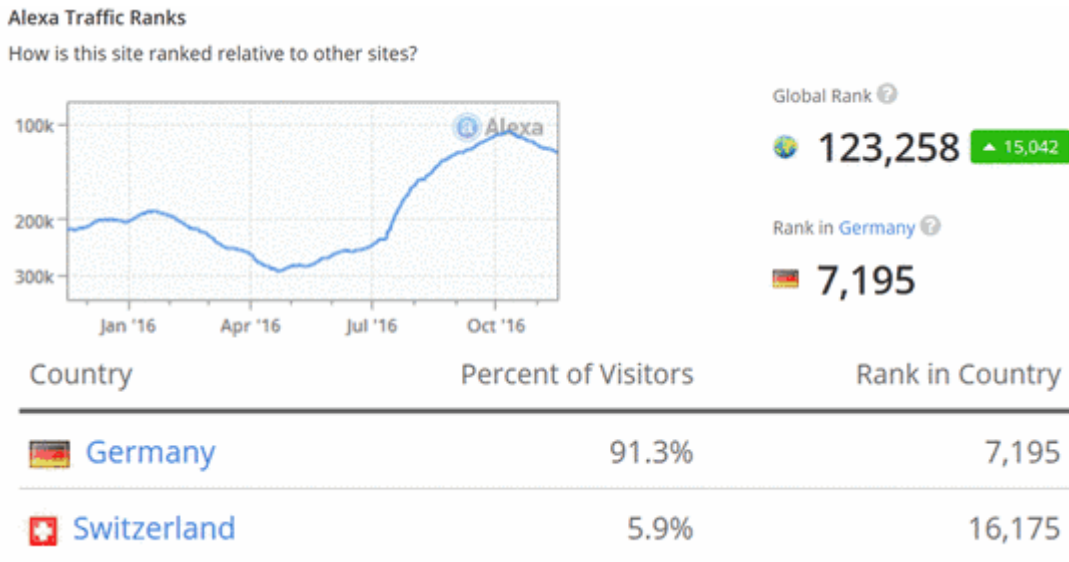 Alexa Traffic Ranks
How is this site ranked relative to other sites?
100k
200k
300k
a Alexa
Jan '16 Apr '16 Jul '16 Oct '16
Global Rank ?
123,258 15,042
Rank in Germany ?
7,195
Country Percent of Visitors Rank in Country
Germany 91.3% 7,195
Switzerland 5.9% 16,175